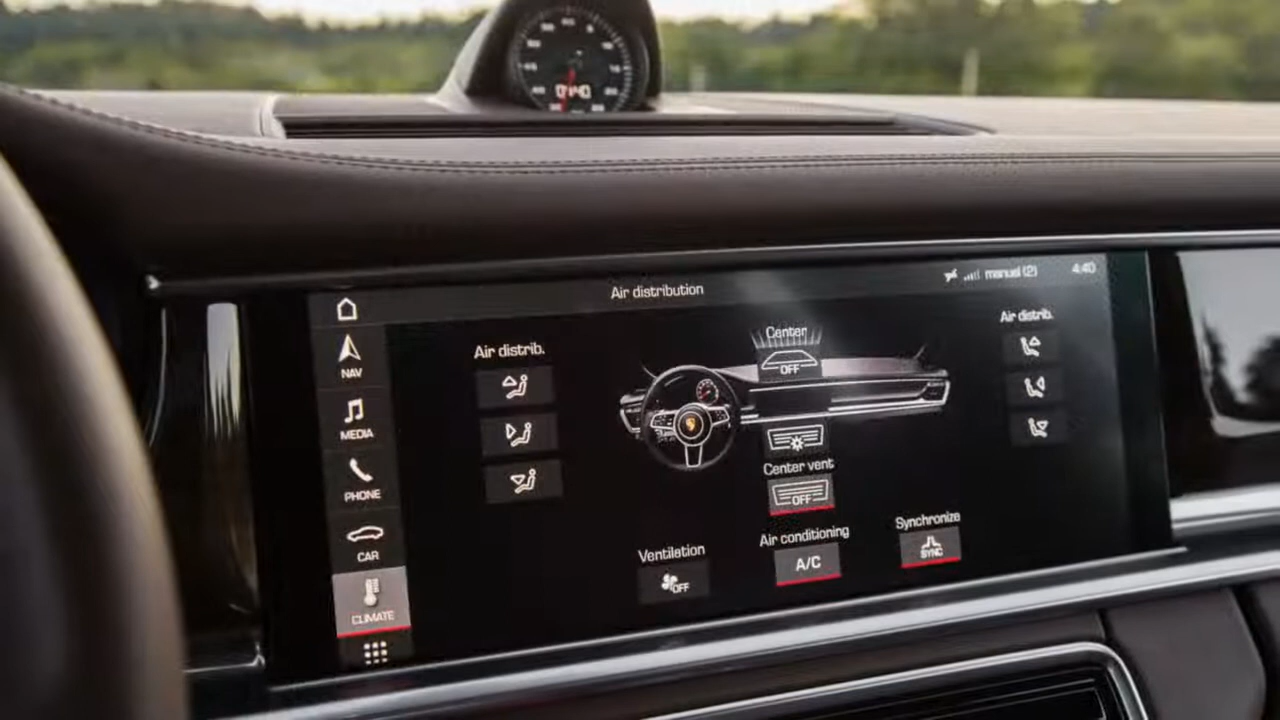 Air distribution
manual (2)
4:40
NAV
MEDIA
PHONE
CAR
CLIMATE
Air distrib.
Center
OFF
Center vent
OFF
Air distrib.
Ventilation
OFF
Air conditioning
A/C
Synchronize
SYNC